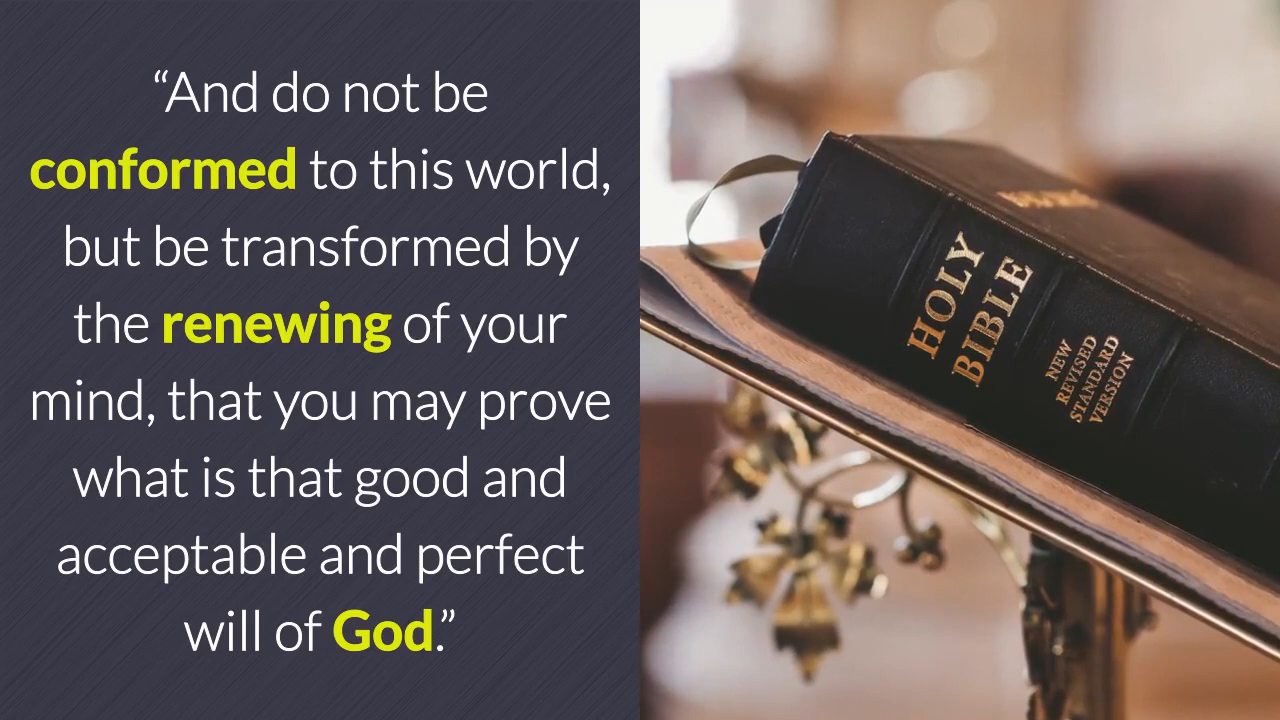 “And do not be
conformed to this world,
but be transformed by
the renewing of your
mind, that you may prove
what is that good and
acceptable and perfect
will of God.”
HOLY
BIBLE
NEW
REVISED
STANDARD
VERSION